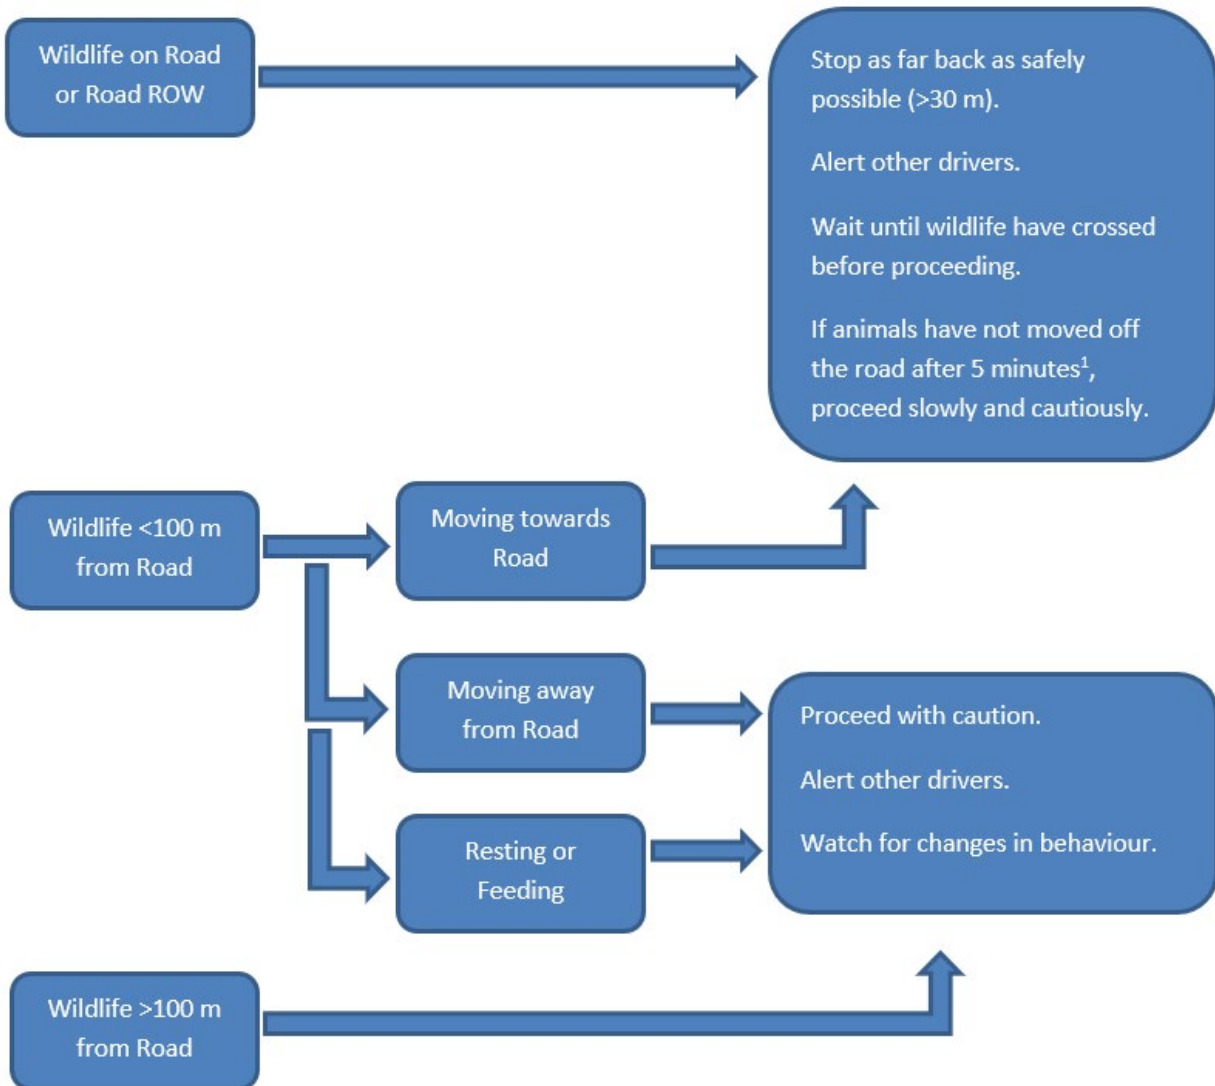 Wildlife on Road
or Road ROW
Stop as far back as safely
possible (>30 m).
Alert other drivers.
Wait until wildlife have crossed
before proceeding.
If animals have not moved off
the road after 5 minutes¹,
proceed slowly and cautiously.
Wildlife <100 m
from Road
Moving towards
Road
Moving away
from Road
Resting or
Feeding
Proceed with caution.
Alert other drivers.
Watch for changes in behaviour.
Wildlife >100 m
from Road